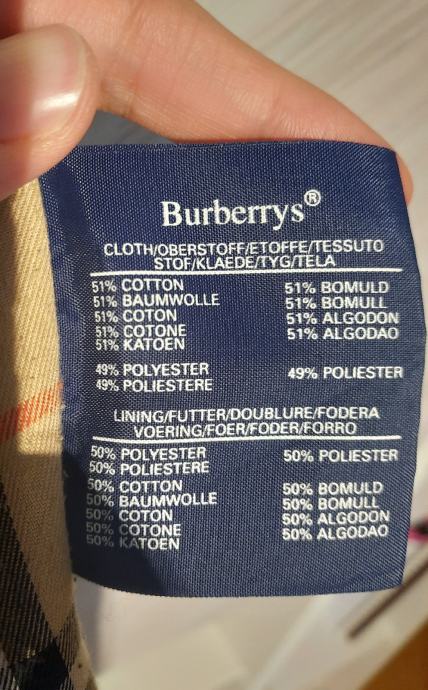 Burberrys®
CLOTH/OBERSTOFF/ETOFFE/TESSUTO
STOF/KLAEDE/TYG/TELA
51% COTTON 51% BOMULD
51% BAUMWOLLE 51% BOMULL
51% COTON 51% ALGODON
51% COTONE 51% ALGODAO
51% KATOEN
49% POLYESTER 49% POLIESTER
49% POLIESTERE
LINING/FUTTER/DOUBLURE/FODERA
VOERING/FOER/FODER/FORRO
50% POLYESTER 50% POLIESTER
50% POLIESTERE
50% COTTON 50% BOMULD
50% BAUMWOLLE 50% BOMULL
50% COTON 50% ALGODON
50% COTONE 50% ALGODAO
50% KATOEN